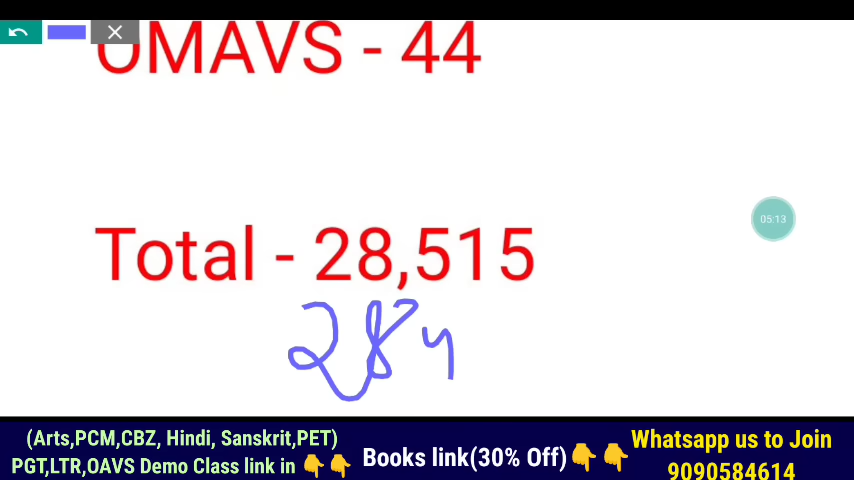 UMAVS - 44
05:13
Total - 28,515
284
(Arts,PCM,CBZ, Hindi, Sanskrit,PET)
PGT,LTR,OAVS Demo Class link in 👇👇
Books link(30% Off)👇👇
Whatsapp us to Join
9090584614